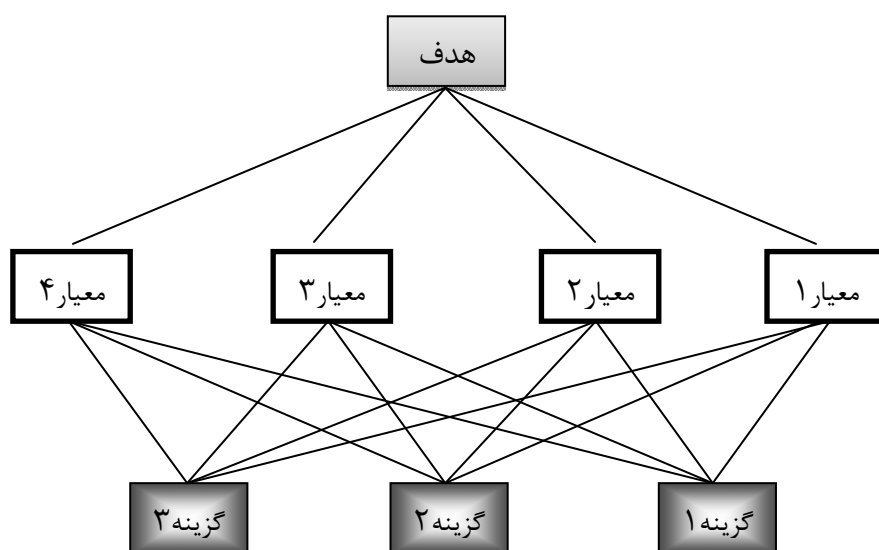 هدف
معیار۱
معیار۲
معیار۳
معیار۴
گزینه۱
گزینه۲
گزینه۳